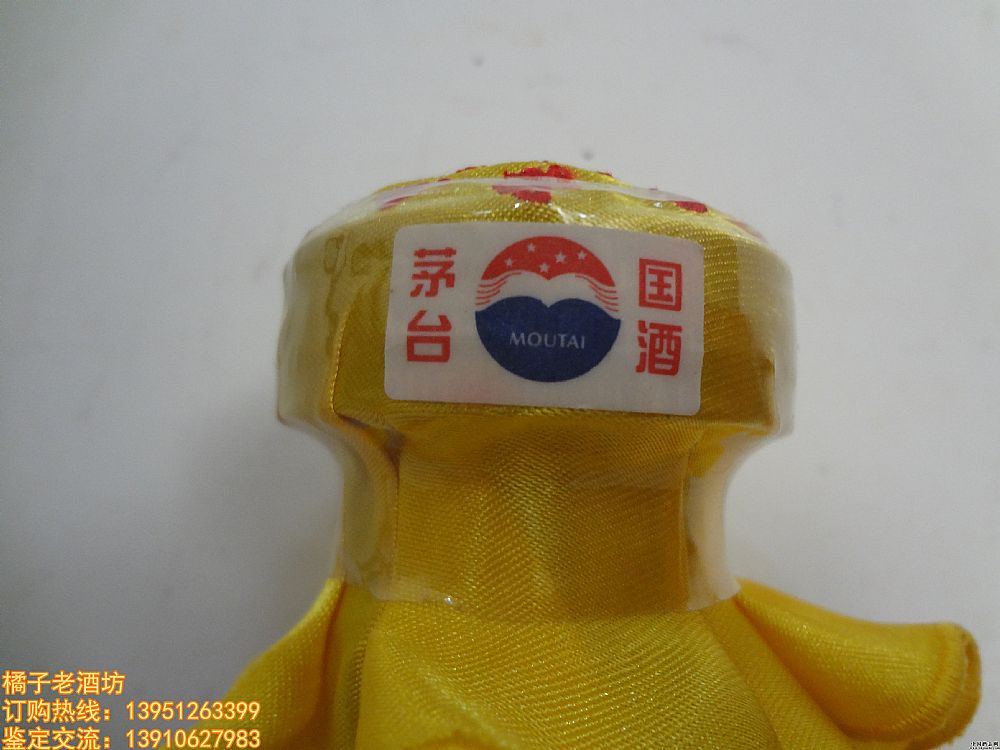 茅台
国酒
MOUTAI
橘子老酒坊
订购热线：13951263399
鉴定交流：13910627983